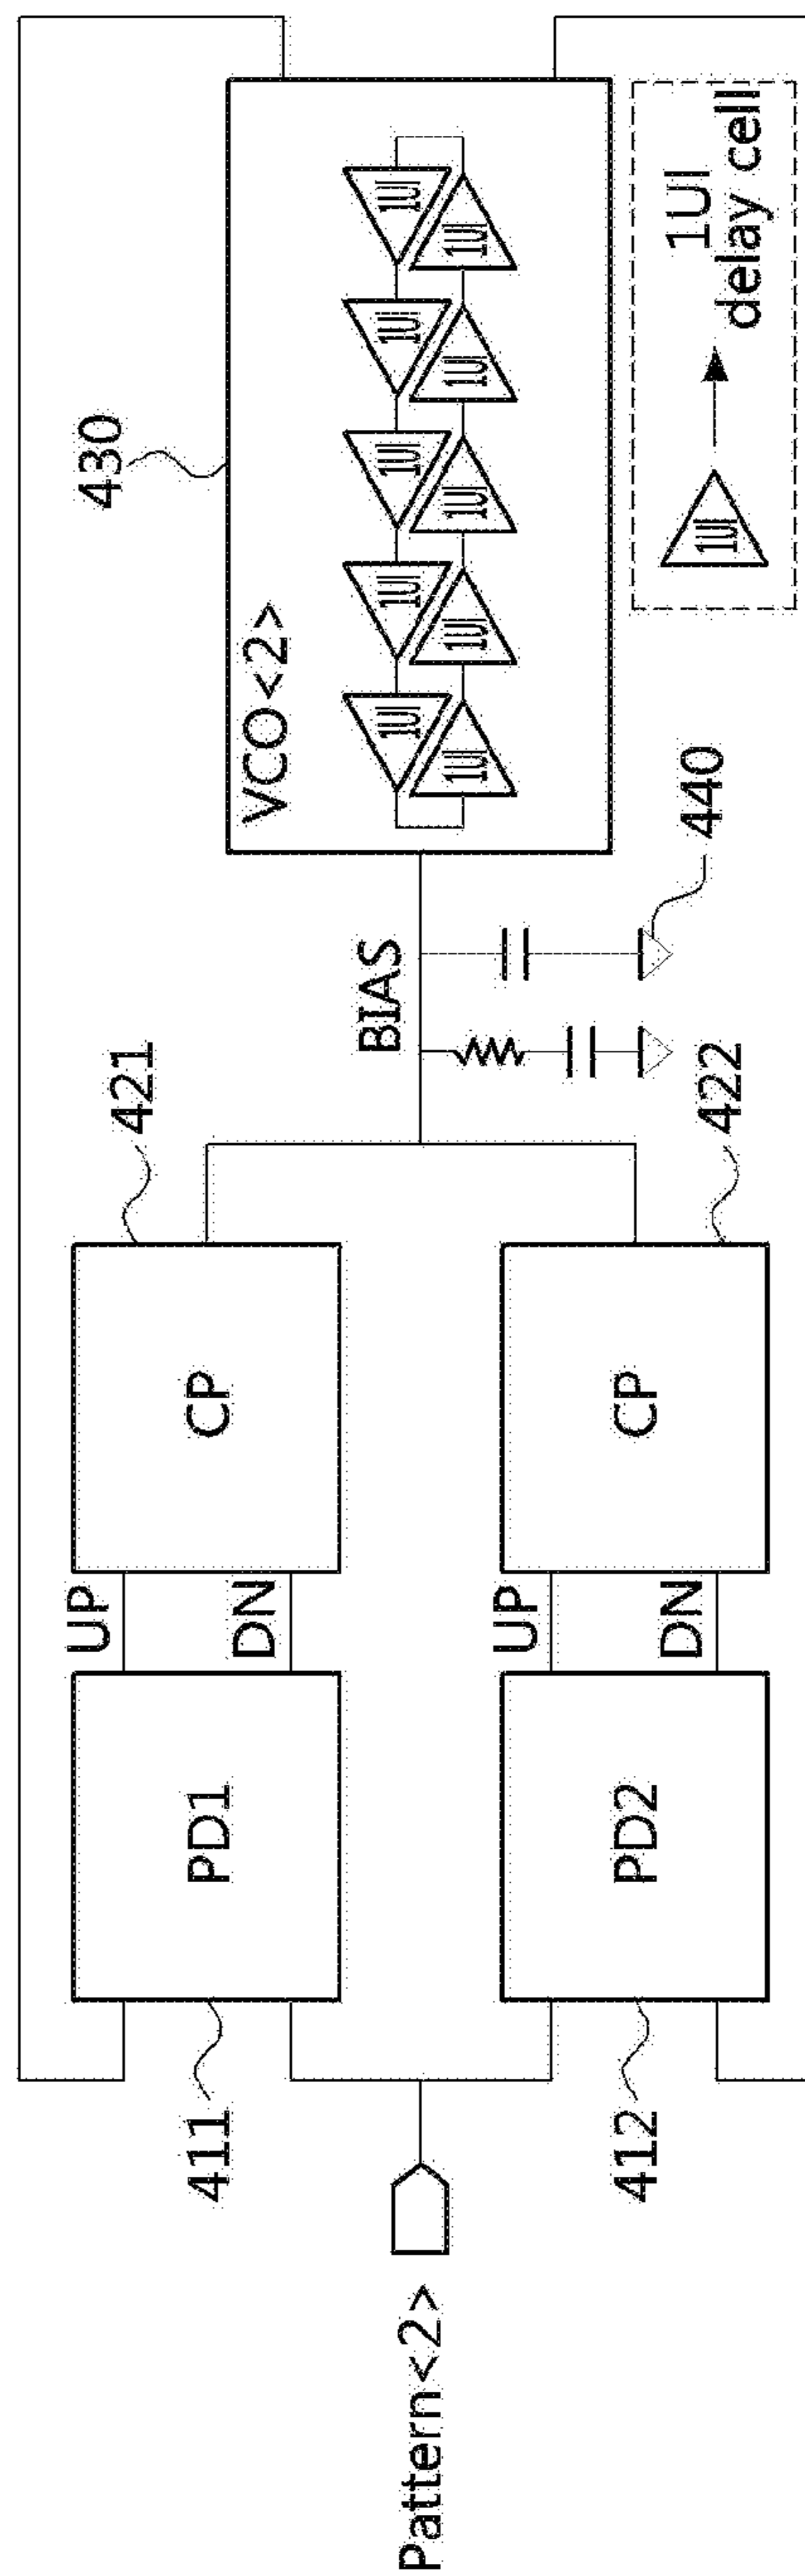 Pattern<2>
411
PD1
UP
DN
CP
421
412
PD2
UP
DN
CP
422
BIAS
440
430
VCO<2>
1UI
1UI
1UI
1UI
1UI
1UI
1UI
1UI
1UI
1UI
1UI
1UI
delay cell